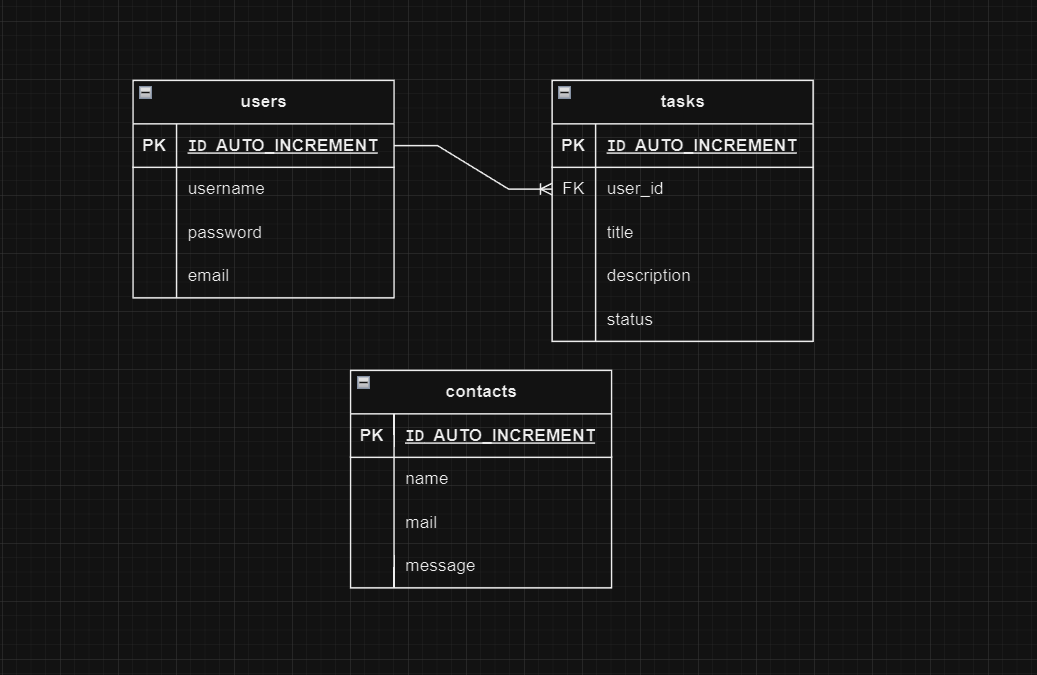 users
PK ID AUTO_INCREMENT
username
password
email
tasks
PK ID AUTO_INCREMENT
FK user_id
title
description
status
contacts
PK ID AUTO_INCREMENT
name
mail
message